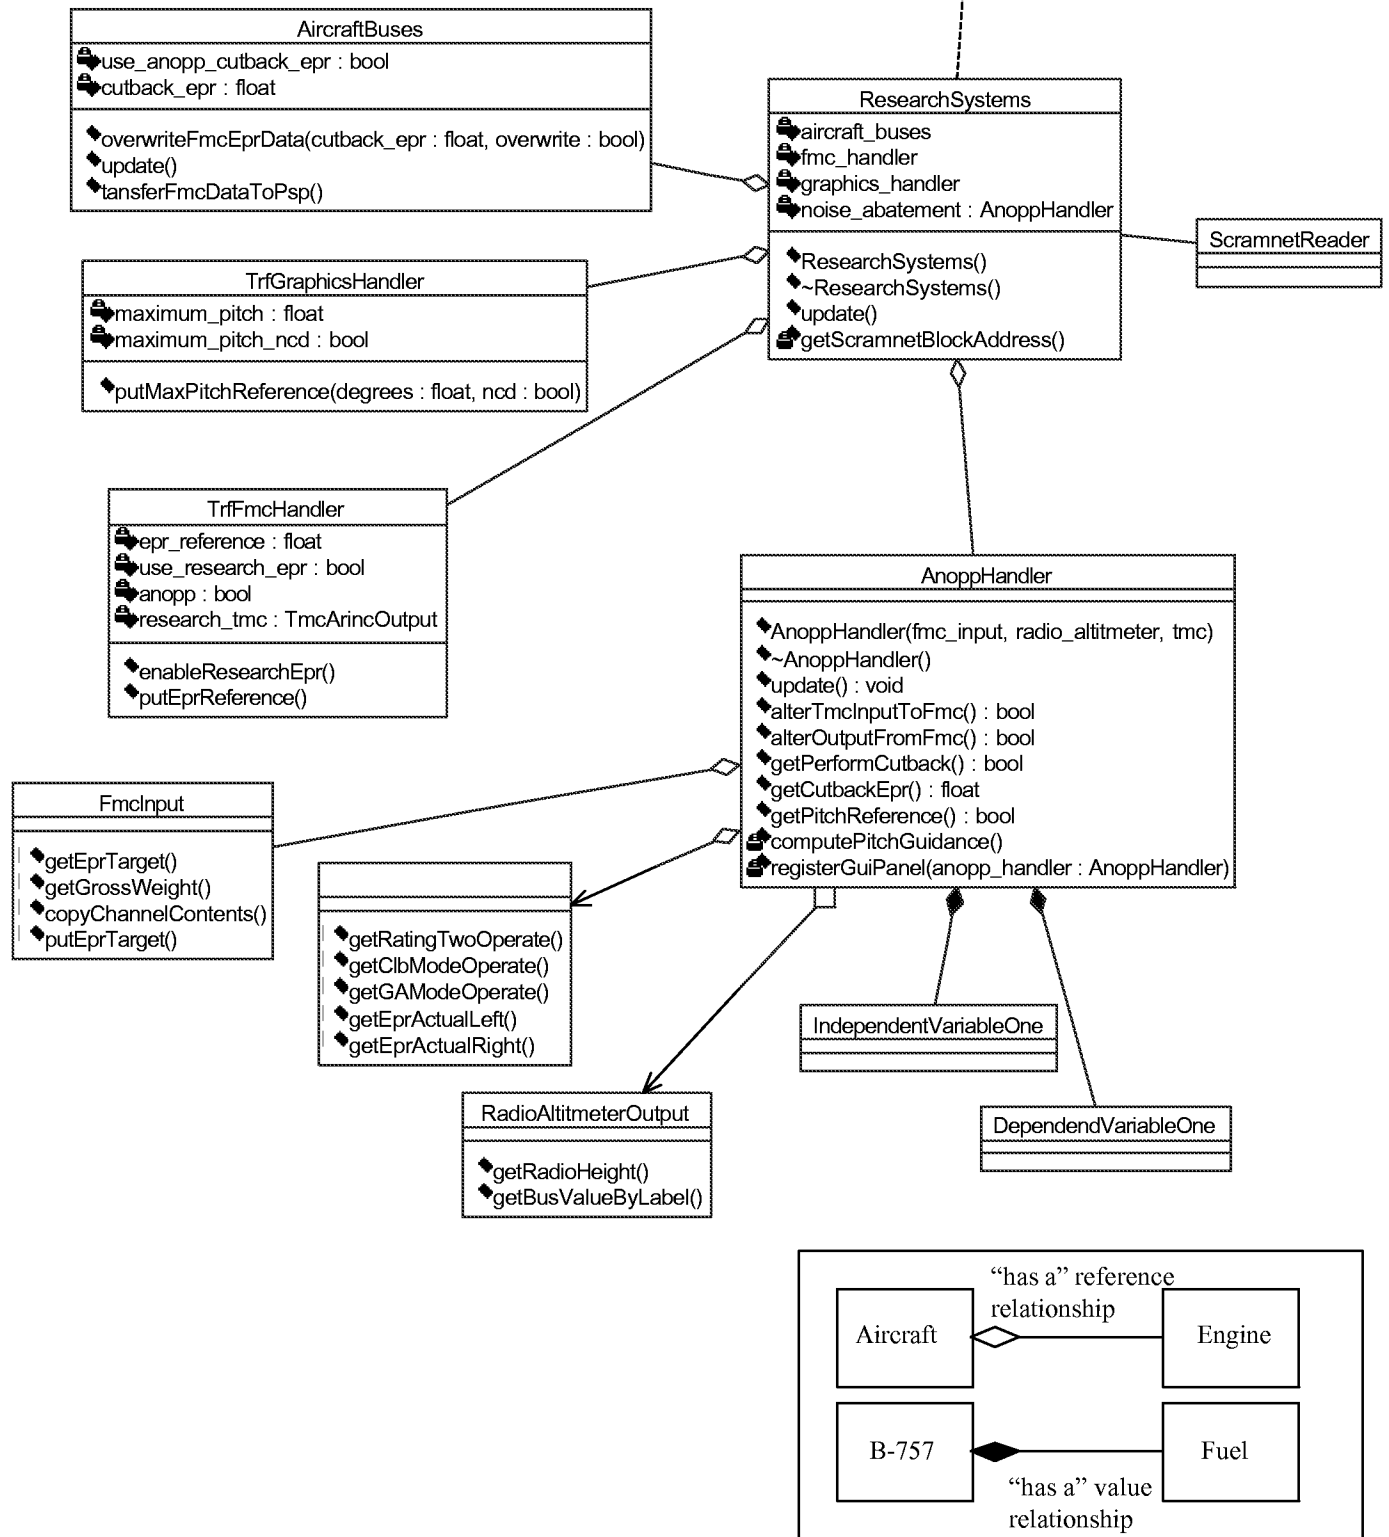 AircraftBuses
use_anopp_cutback_epr : bool
cutback_epr : float
overwriteFmcEprData(cutback_epr : float, overwrite : bool)
update()
tansferFmcDataToPsp()
ResearchSystems
aircraft_buses
fmc_handler
graphics_handler
noise_abatement : AnoppHandler
ResearchSystems()
~ResearchSystems()
update()
getScramnetBlockAddress()
ScramnetReader
TrfGraphicsHandler
maximum_pitch : float
maximum_pitch_ncd : bool
putMaxPitchReference(degrees : float, ncd : bool)
TrfFmcHandler
epr_reference : float
use_research_epr : bool
anopp : bool
research_tmc : TmcArincOutput
enableResearchEpr()
putEprReference()
AnoppHandler
AnoppHandler(fmc_input, radio_altitmeter, tmc)
~AnoppHandler()
update() : void
alterTmcInputToFmc() : bool
alterOutputFromFmc() : bool
getPerformCutback() : bool
getCutbackEpr() : float
getPitchReference() : bool
computePitchGuidance()
registerGuiPanel(anopp_handler : AnoppHandler)
FmcInput
getEprTarget()
getGrossWeight()
copyChannelContents()
putEprTarget()
getRatingTwoOperate()
getClbModeOperate()
getGAModeOperate()
getEprActualLeft()
getEprActualRight()
IndependentVariableOne
RadioAltitmeterOutput
getRadioHeight()
getBusValueByLabel()
DependendVariableOne
“has a” reference
relationship
Aircraft
Engine
B-757
Fuel
“has a” value
relationship